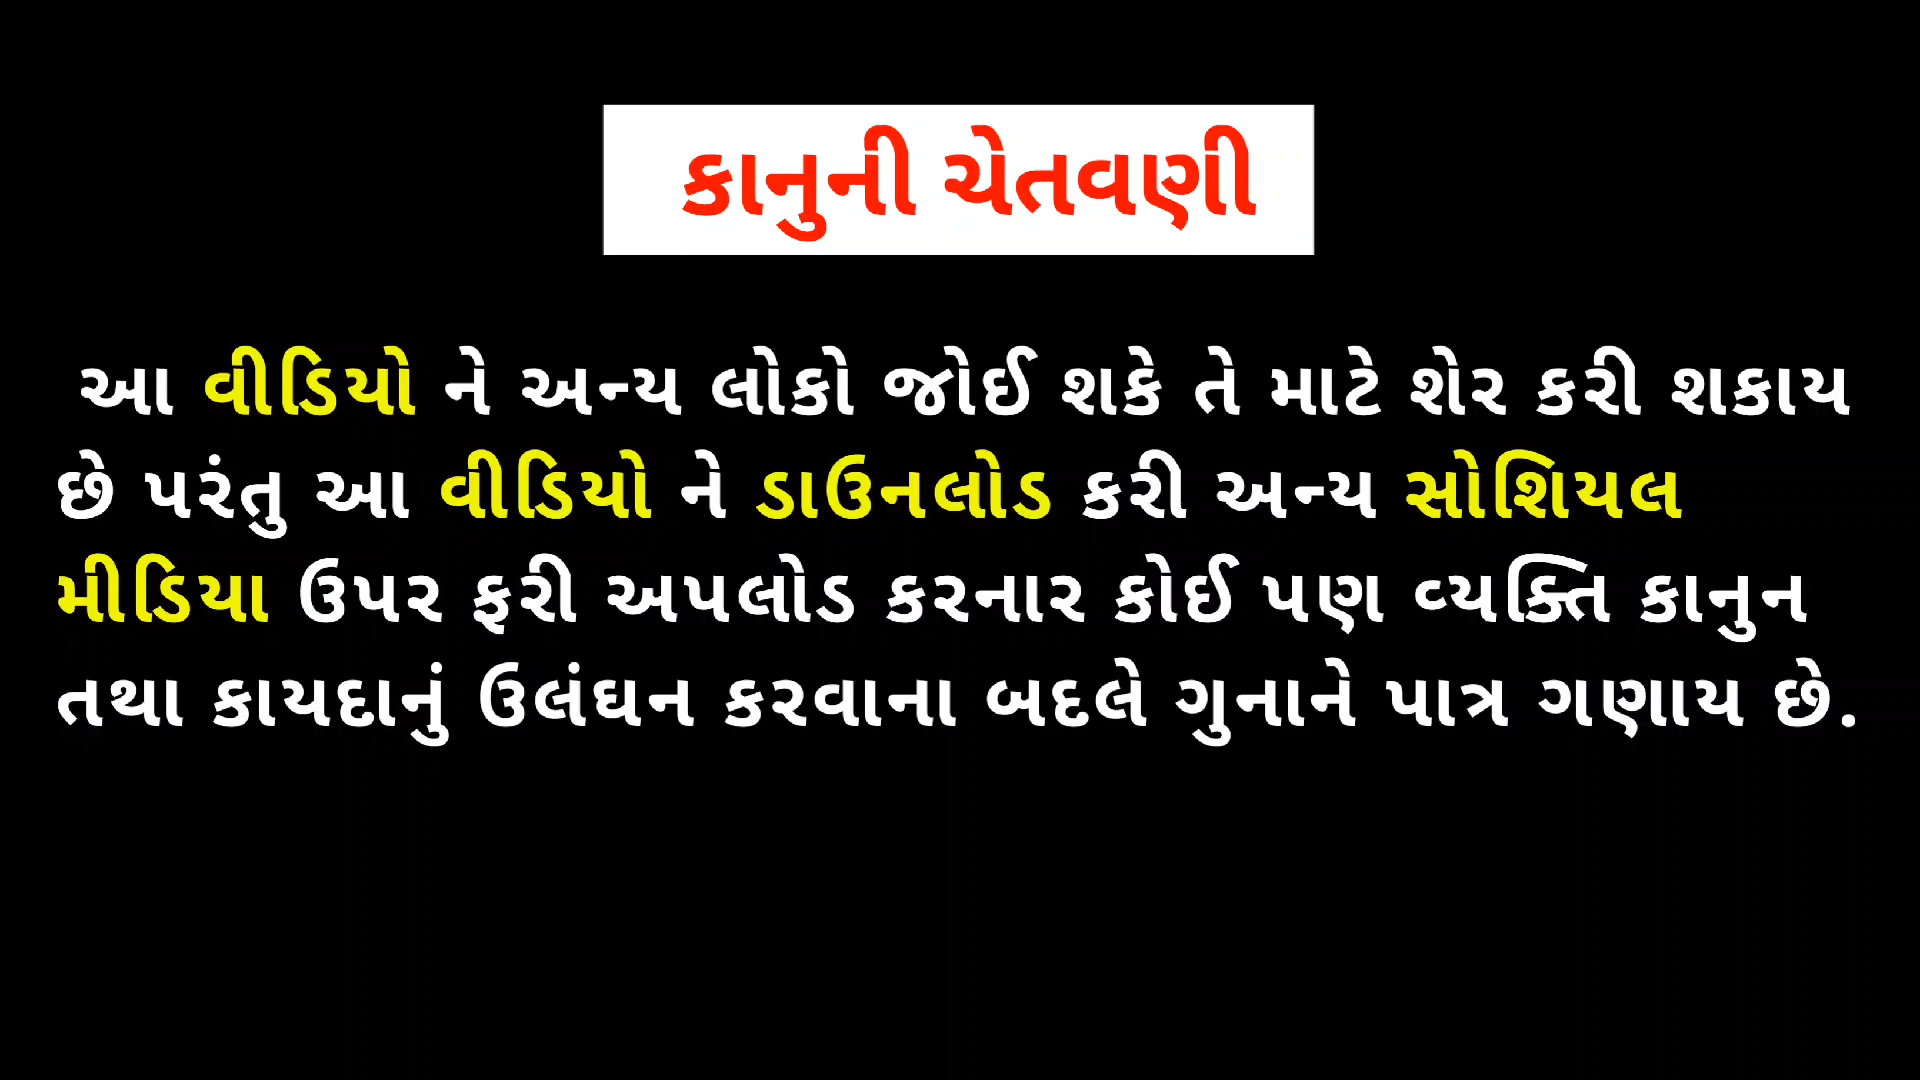 કાનુની ચેતવણી
આ વીડિયો ને અન્ય લોકો જોઈ શકે તે માટે શેર કરી શકાય
છે પરંતુ આ વીડિયો ને ડાઉનલોડ કરી અન્ય સોશિયલ
મીડિયા ઉપર ફરી અપલોડ કરનાર કોઈ પણ વ્યક્તિ કાનુન
તથા કાયદાનું ઉલંઘન કરવાના બદલે ગુનાને પાત્ર ગણાય છે.